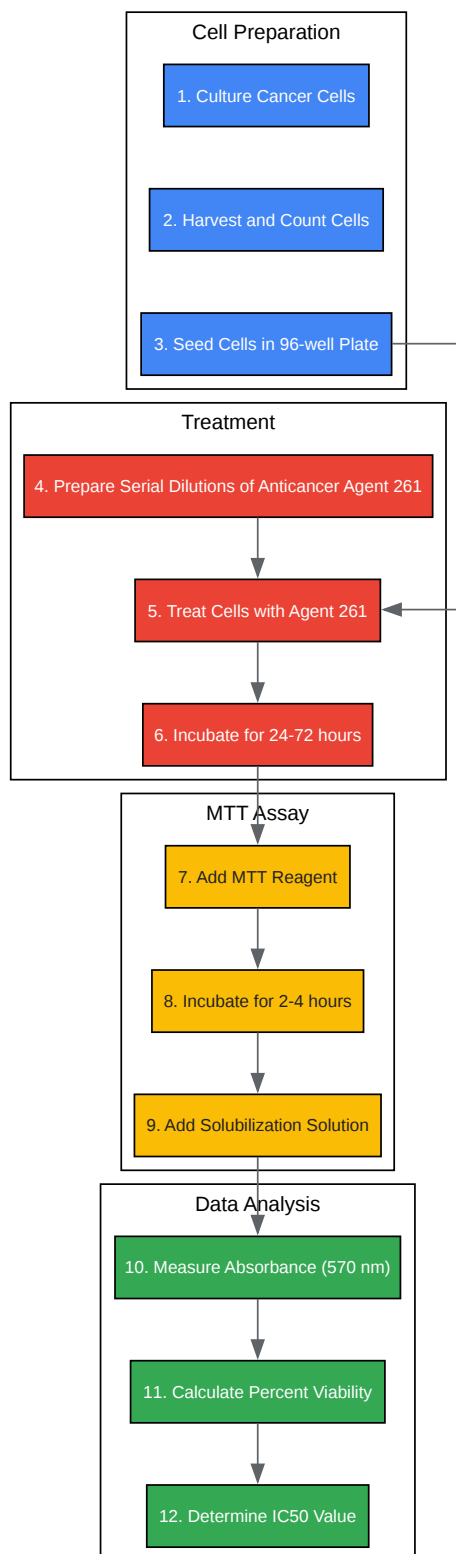 Cell Preparation
1. Culture Cancer Cells
2. Harvest and Count Cells
3. Seed Cells in 96-well Plate
Treatment
4. Prepare Serial Dilutions of Anticancer Agent 261
5. Treat Cells with Agent 261
6. Incubate for 24-72 hours
MTT Assay
7. Add MTT Reagent
8. Incubate for 2-4 hours
9. Add Solubilization Solution
Data Analysis
10. Measure Absorbance (570 nm)
11. Calculate Percent Viability
12. Determine IC50 Value